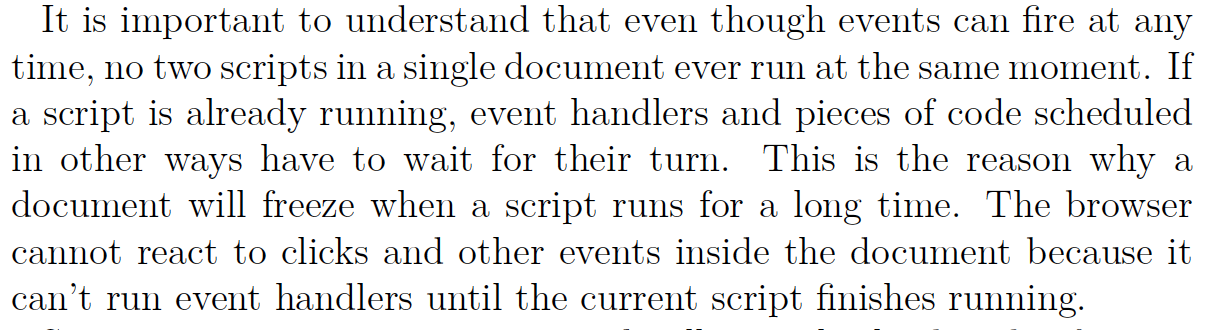 It is important to understand that even though events can fire at any
time, no two scripts in a single document ever run at the same moment. If
a script is already running, event handlers and pieces of code scheduled
in other ways have to wait for their turn. This is the reason why a
document will freeze when a script runs for a long time. The browser
cannot react to clicks and other events inside the document because it
can’t run event handlers until the current script finishes running.